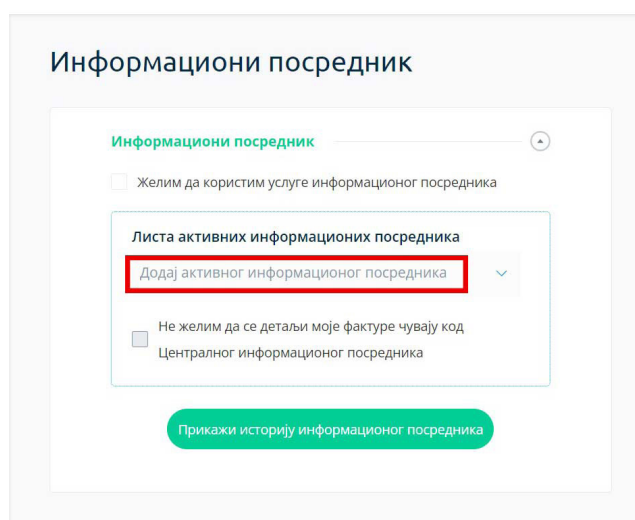 Информациони посредник
Информациони посредник
Желим да користим услуге информационог посредника
Листа активних информационих посредника
Додај активног информационог посредника
Не желим да се детаљи моје фактуре чувају код
Централног информационог посредника
Прикажи историју информационог посредника